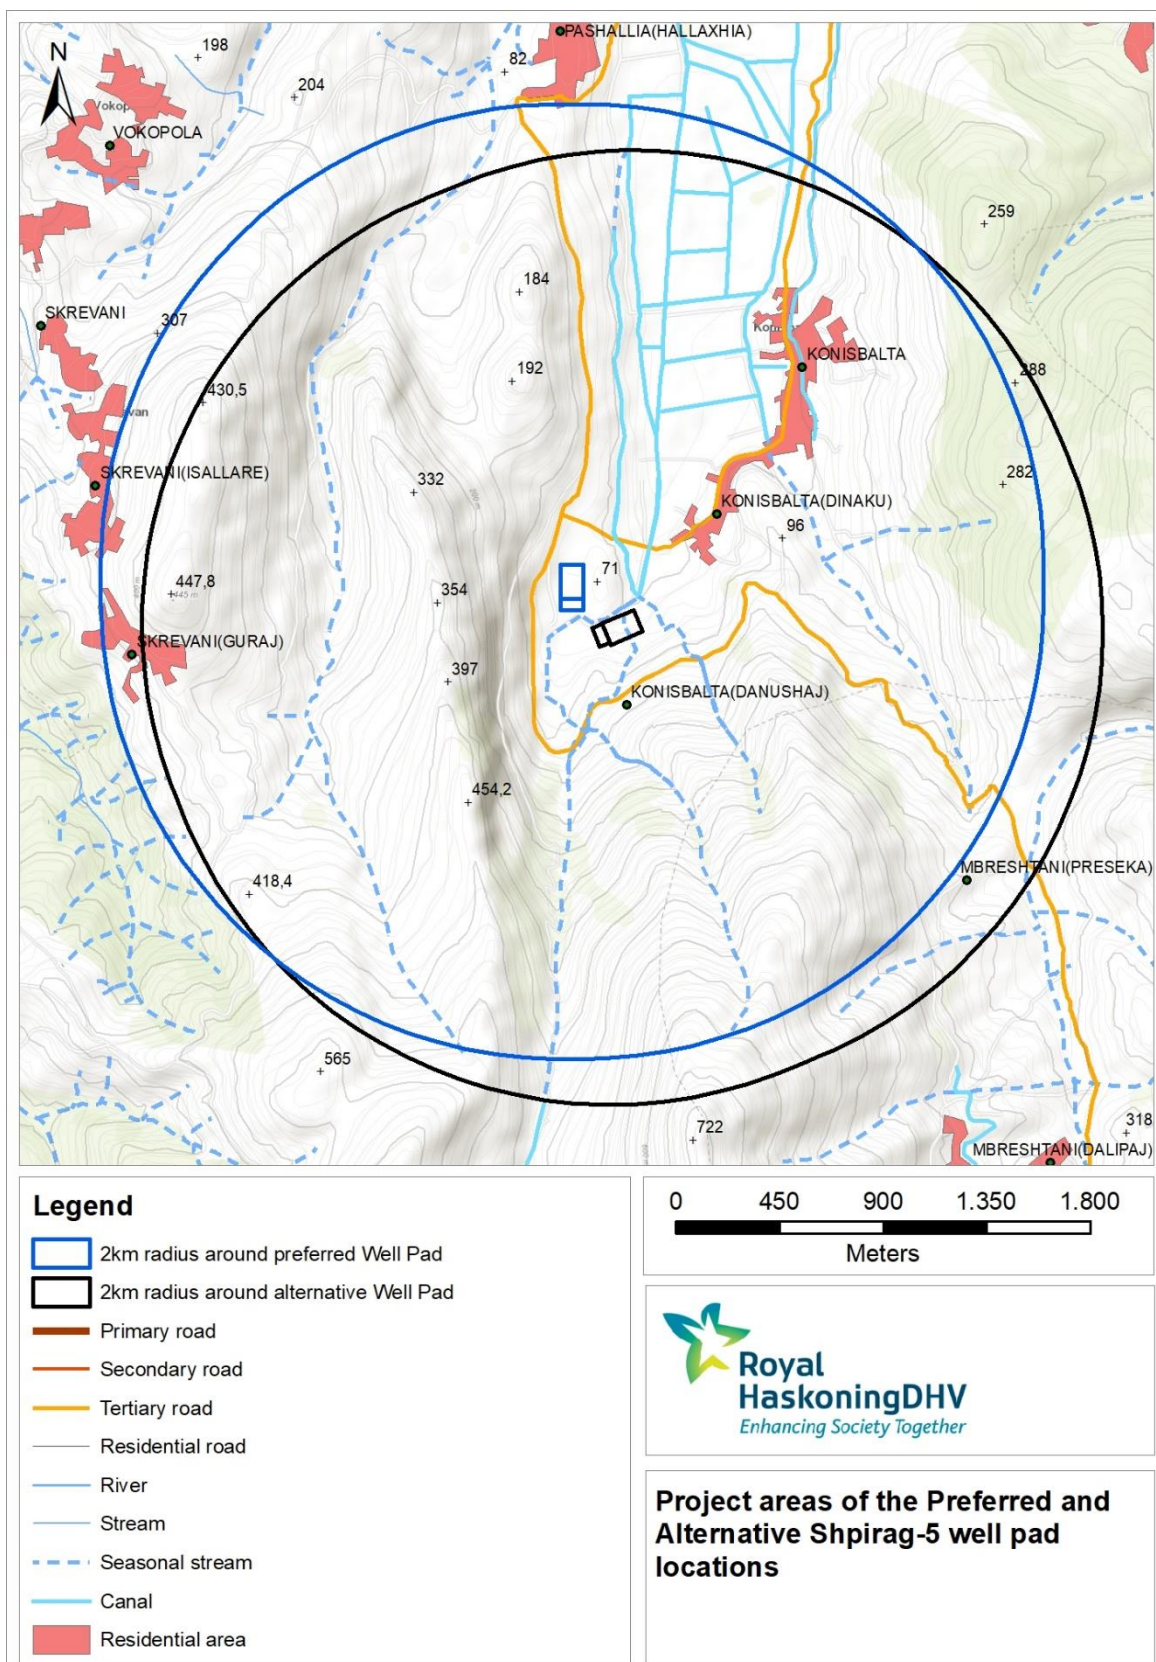 PASHALLIA(HALLAXHIA)
198
N
82
204
Vokop
VOKOPOLA
259
184
SKREVANI
307
Kon
KONISBALTA
192
288
430,5
van
SKREVANI(ISALLARE)
332
282
200 m
KONISBALTA(DINAKU)
96
447,8
445 m
71
354
SKREVANI(GURAJ)
397
KONISBALTA(DANUSHAJ)
454,2
418,4
MBRESHTANI(PRESEKA)
565
722
318
MBRESHTANI(DALIPAJ)
Legend
2km radius around preferred Well Pad
2km radius around alternative Well Pad
Primary road
Secondary road
Tertiary road
Residential road
River
Stream
Seasonal stream
Canal
Residential area
0 450 900 1.350 1.800
Meters
Royal
HaskoningDHV
Enhancing Society Together
Project areas of the Preferred and
Alternative Shpirag-5 well pad
locations